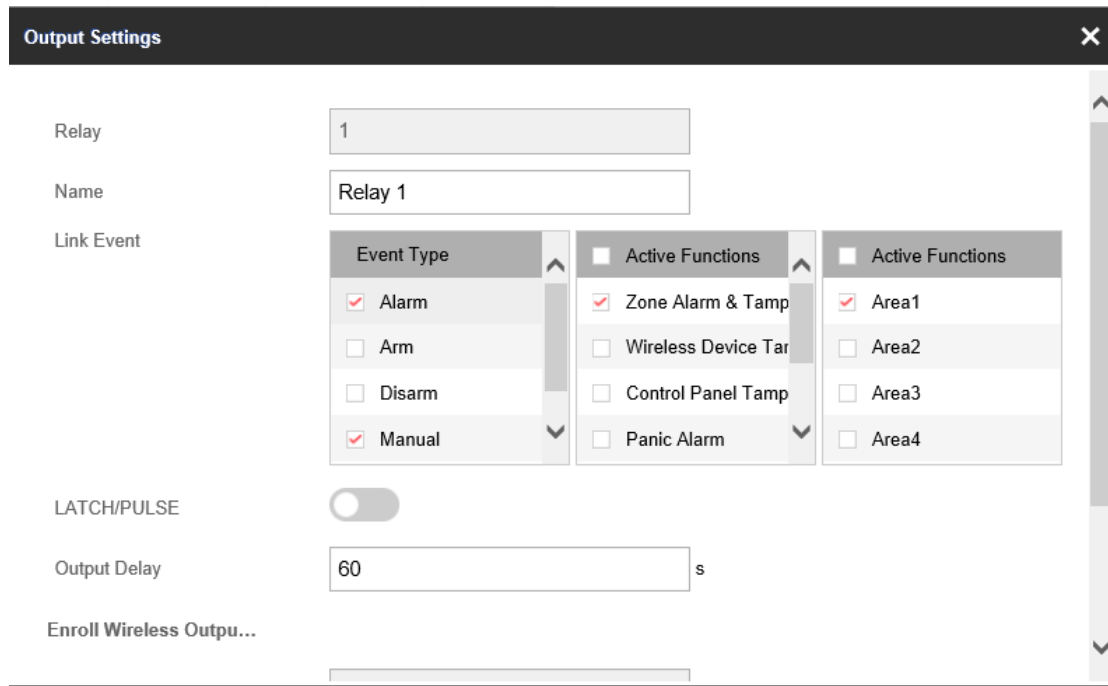 Output Settings
Relay
1
Name
Relay 1
Link Event
Event Type
Alarm
Arm
Disarm
Manual
Active Functions
Zone Alarm & Tamp
Wireless Device Tar
Control Panel Tamp
Panic Alarm
Active Functions
Area1
Area2
Area3
Area4
LATCH/PULSE
Output Delay
60 s
Enroll Wireless Outpu...